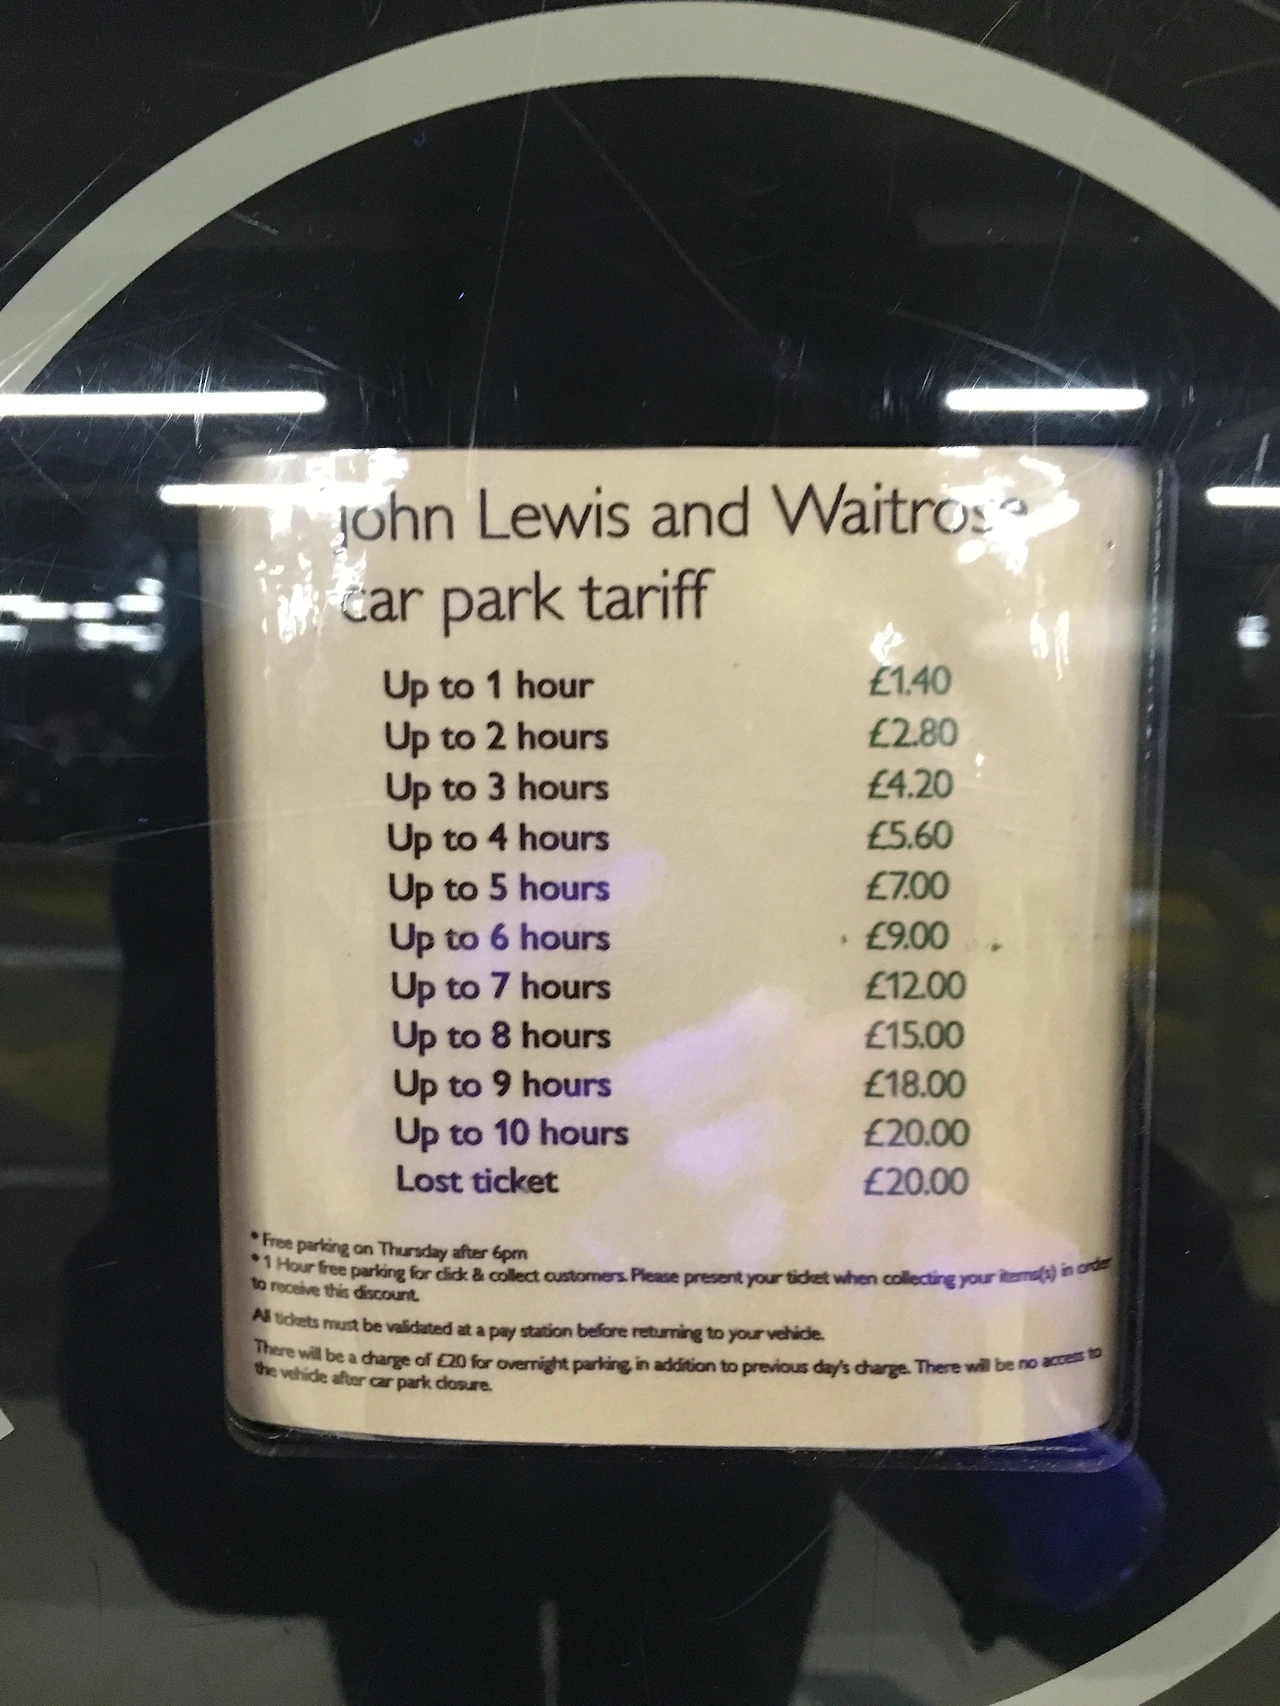 John Lewis and Waitrose
car park tariff
Up to 1 hour £1.40
Up to 2 hours £2.80
Up to 3 hours £4.20
Up to 4 hours £5.60
Up to 5 hours £7.00
Up to 6 hours £9.00
Up to 7 hours £12.00
Up to 8 hours £15.00
Up to 9 hours £18.00
Up to 10 hours £20.00
Lost ticket £20.00
* Free parking on Thursday after 6pm
* 1 Hour free parking for click & collect customers. Please present your ticket when collecting your items(s) in order
to receive this discount.
All tickets must be validated at a pay station before returning to your vehicle.
There will be a charge of £20 for overnight parking, in addition to previous day's charge. There will be no access to
the vehicle after car park closure.